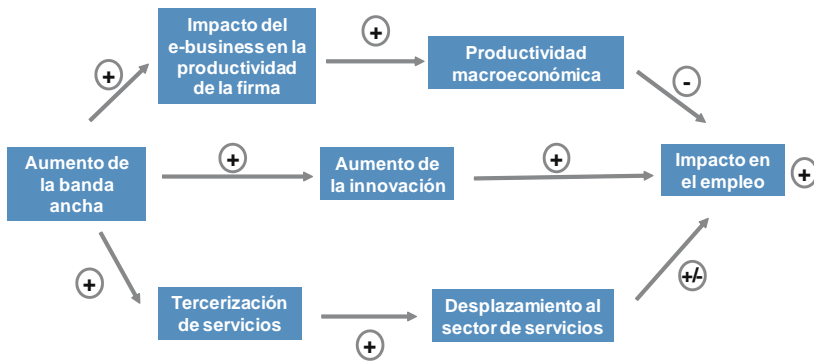 Impacto del
e-business en la
productividad
de la firma
+
+
Productividad
macroeconómica
-
Aumento de
la banda
ancha
+
Aumento de
la innovación
+
Impacto en
el empleo
+
+
Tercerización
de servicios
+
Desplazamiento al
sector de servicios
+/-